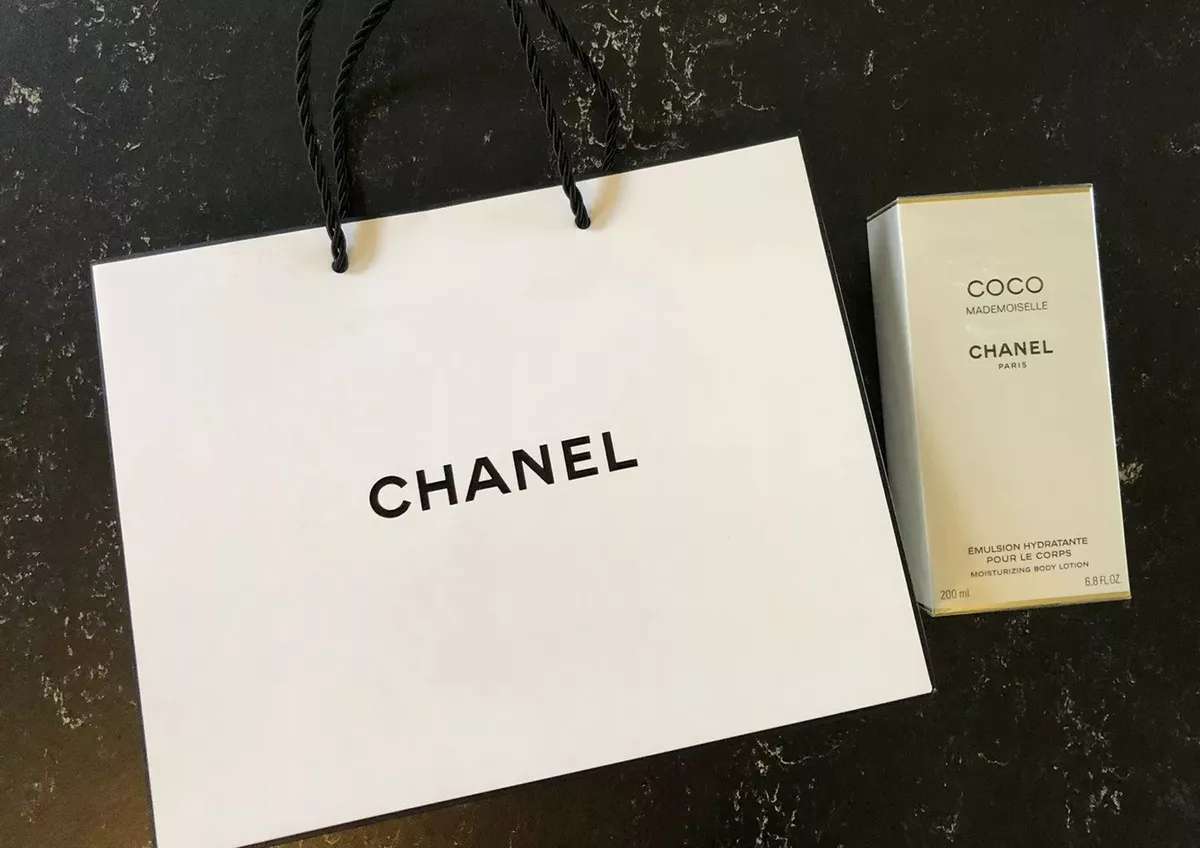 CHANEL
COCO
MADEMOISELLE
CHANEL
PARIS
ÉMULSION HYDRATANTE
POUR LE CORPS
MOISTURIZING BODY LOTION
200 ml 6.8 FL.OZ.